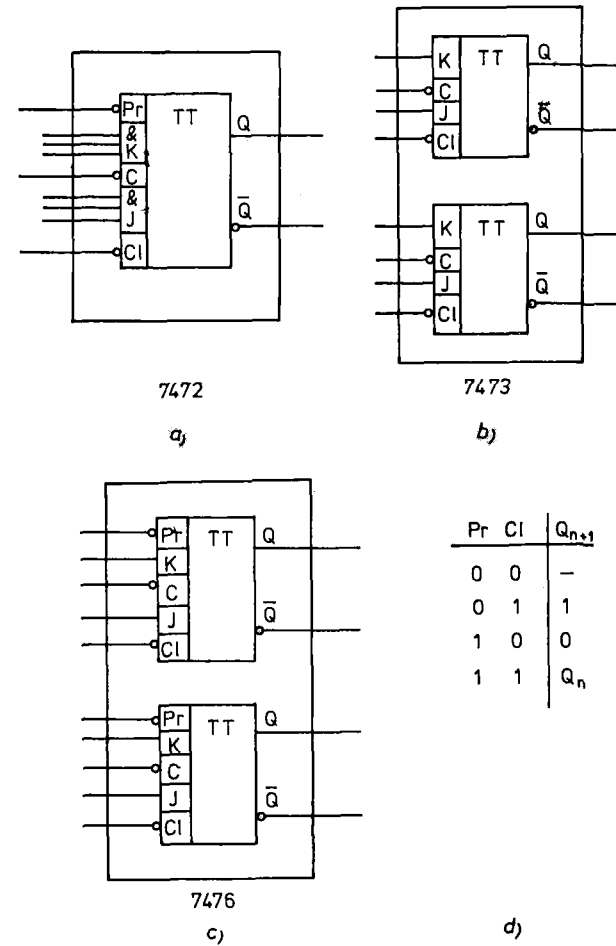 Pr TT
& Q
K
C
& Q̅
J
Cl
7472
a)
K TT Q
C
J Q̅
Cl
K TT Q
C
J Q̅
Cl
7473
b)
Pr TT Q
K
C
J Q̅
Cl
Pr TT Q
K
C
J Q̅
Cl
7476
c)
Pr Cl Qn+1
0 0 –
0 1 1
1 0 0
1 1 Qn
d)